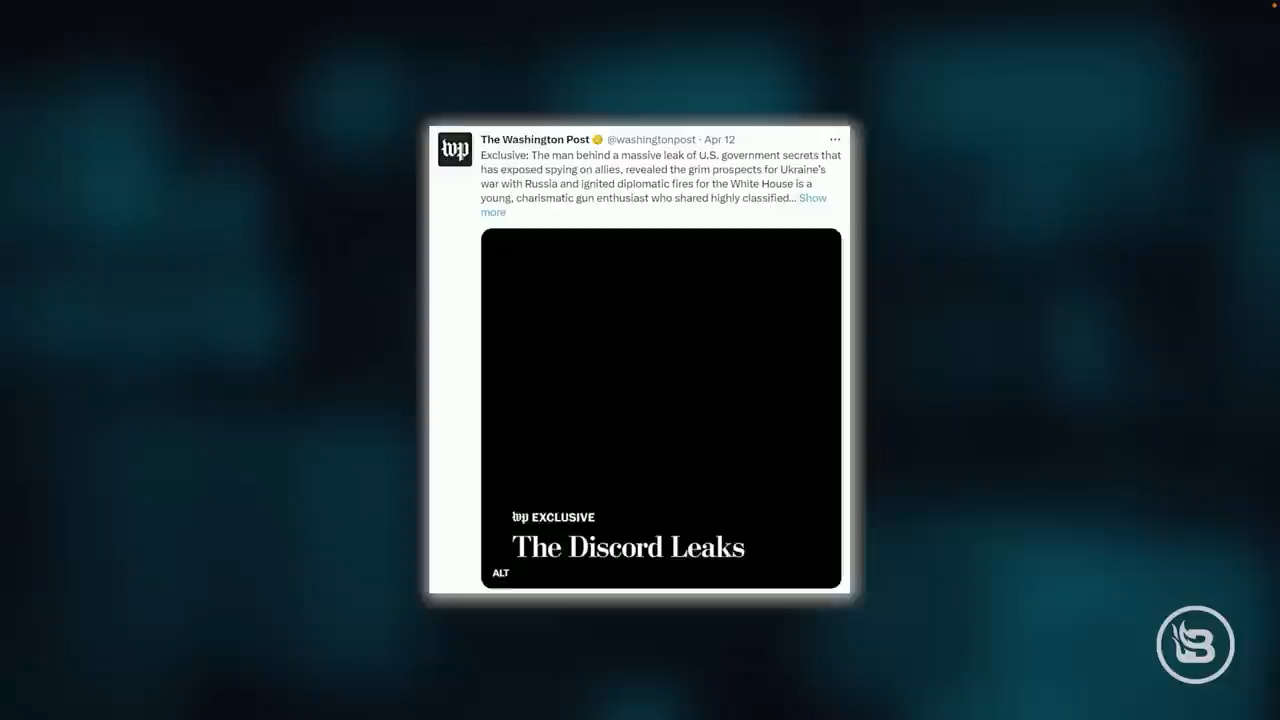 wp
The Washington Post @washingtonpost · Apr 12 ...
Exclusive: The man behind a massive leak of U.S. government secrets that
has exposed spying on allies, revealed the grim prospects for Ukraine's
war with Russia and ignited diplomatic fires for the White House is a
young, charismatic gun enthusiast who shared highly classified... Show
more
wp EXCLUSIVE
The Discord Leaks
ALT
B